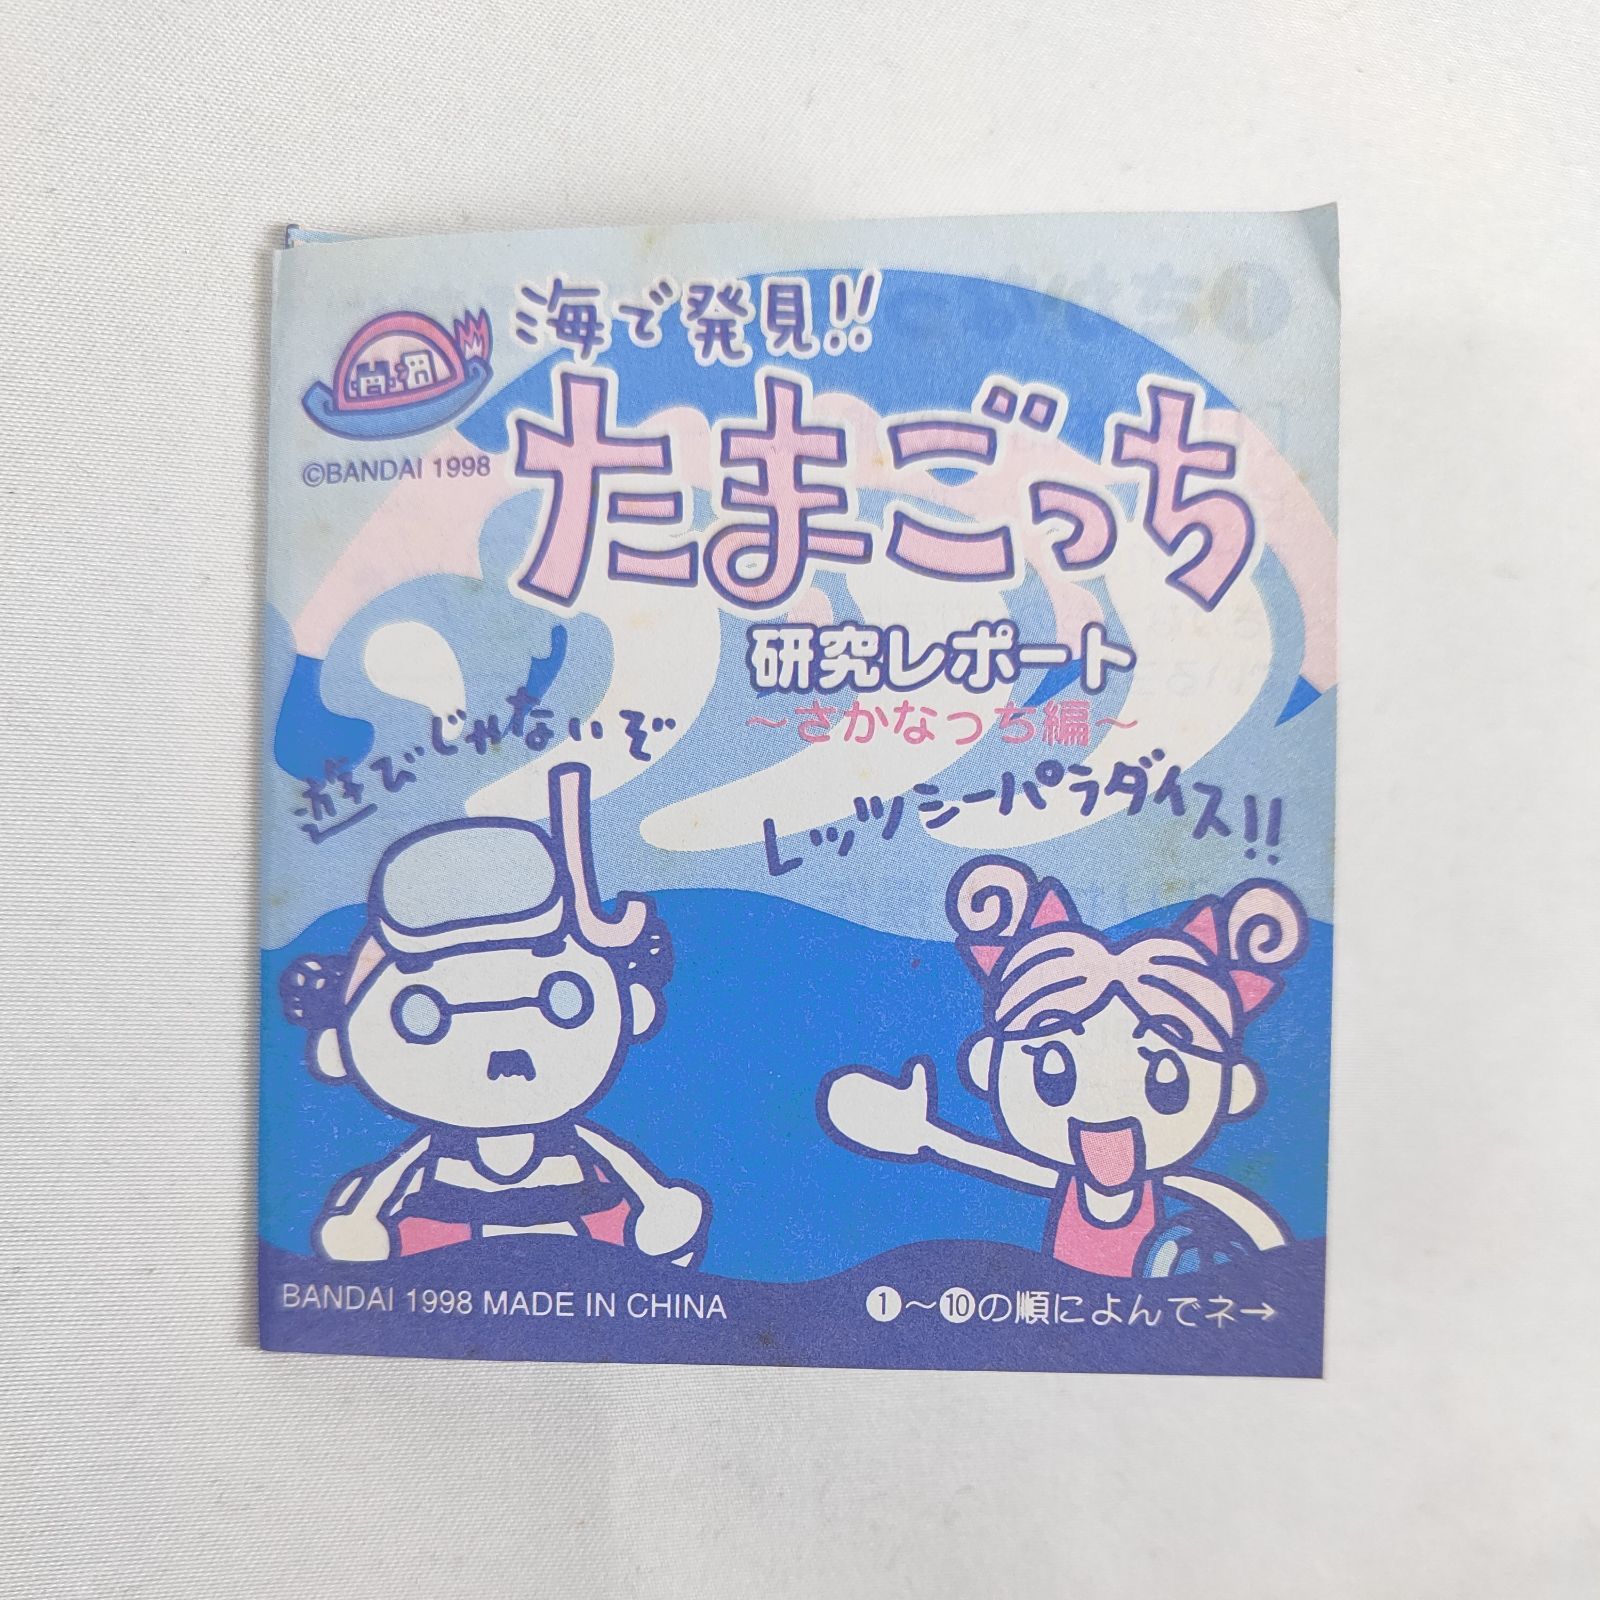 海で発見!!
©BANDAI 1998
たまごっち
研究レポート
～さかなっち編～
遊びじゃないぞ
レッツシーパラダイス!!
BANDAI 1998 MADE IN CHINA
❶～❿の順によんでネ→